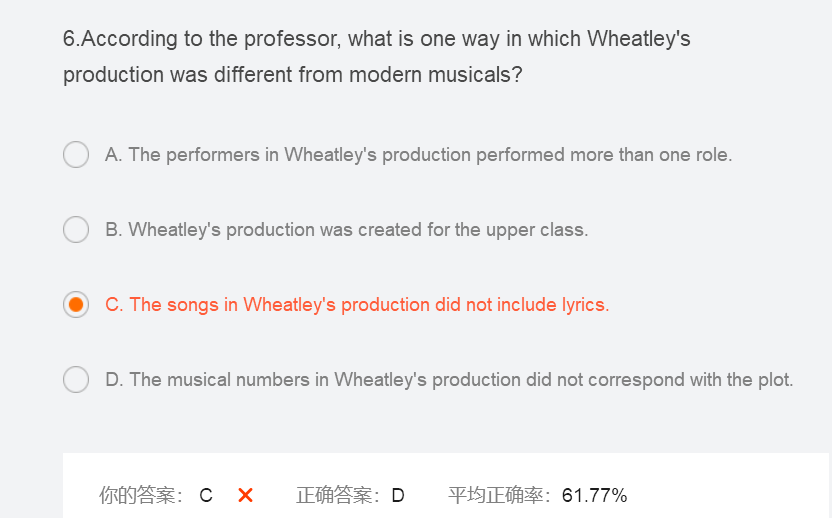 6.According to the professor, what is one way in which Wheatley's
production was different from modern musicals?
A. The performers in Wheatley's production performed more than one role.
B. Wheatley's production was created for the upper class.
C. The songs in Wheatley's production did not include lyrics.
D. The musical numbers in Wheatley's production did not correspond with the plot.
你的答案： C 正确答案： D 平均正确率： 61.77%